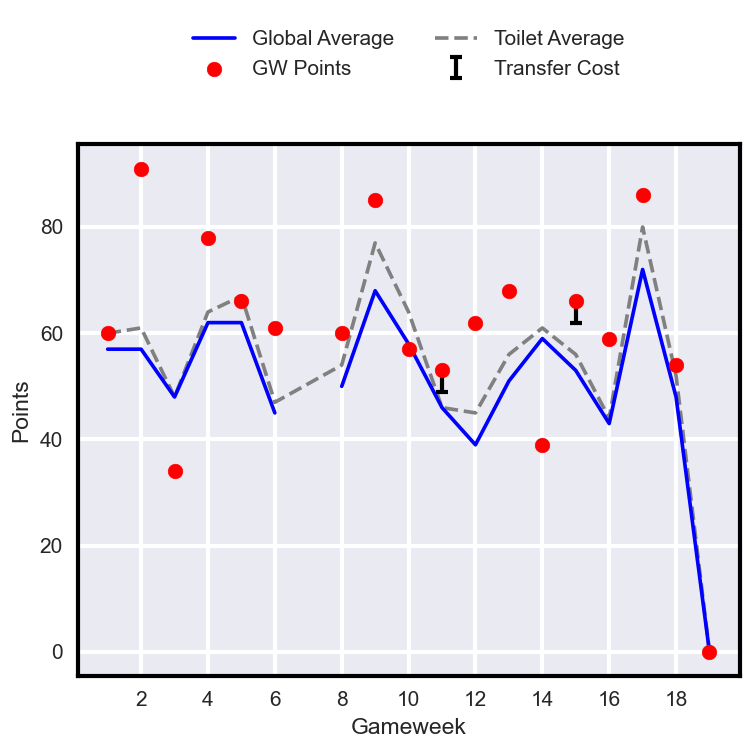 Global Average
Toilet Average
GW Points
Transfer Cost
80
60
40
20
0
Points
2 4 6 8 10 12 14 16 18
Gameweek